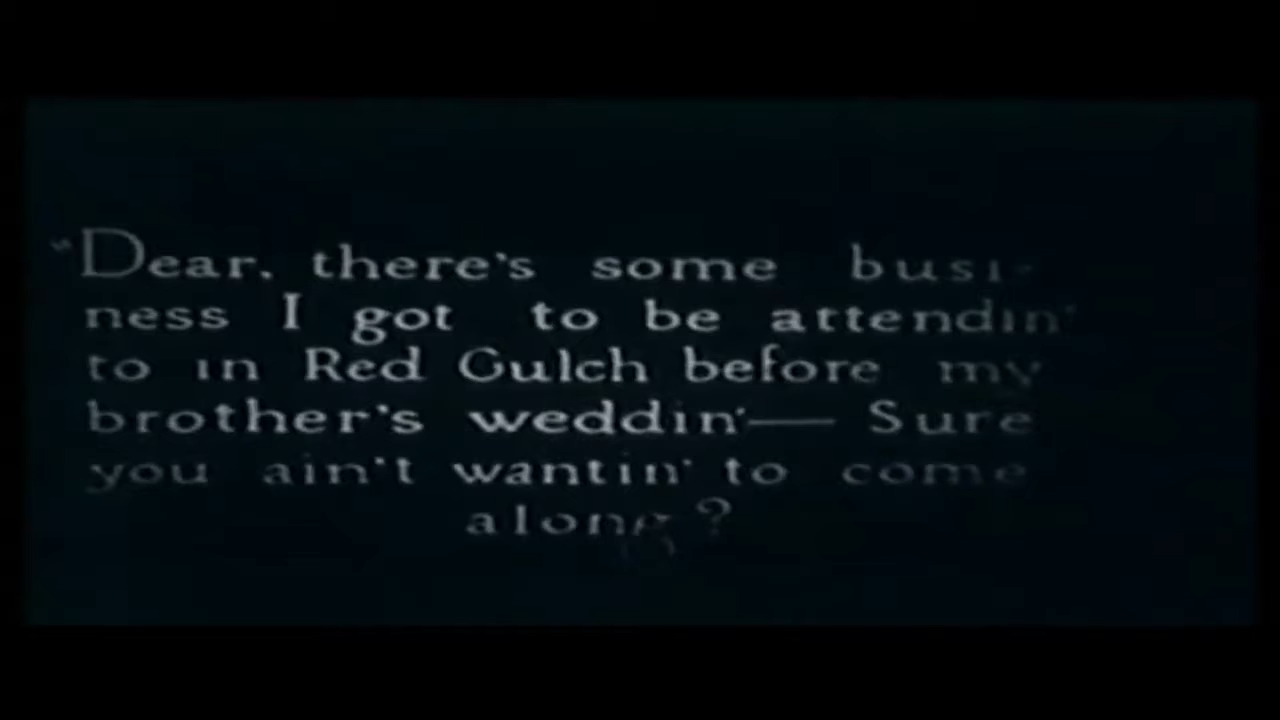 "Dear, there's some busi-
ness I got to be attendin'
to in Red Gulch before my
brother's weddin'— Sure
you ain't wantin' to come
along?